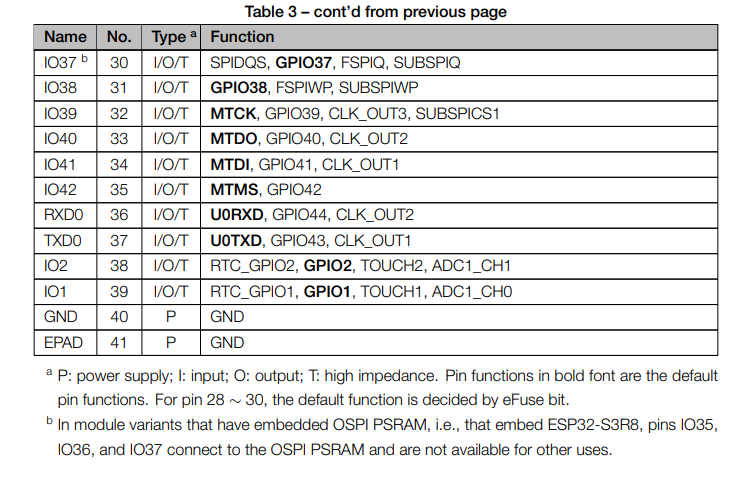 Table 3 – cont'd from previous page
Name No. Type a Function
IO37 b 30 I/O/T SPIDQS, GPIO37, FSPIQ, SUBSPIQ
IO38 31 I/O/T GPIO38, FSPIWP, SUBSPIWP
IO39 32 I/O/T MTCK, GPIO39, CLK_OUT3, SUBSPICS1
IO40 33 I/O/T MTDO, GPIO40, CLK_OUT2
IO41 34 I/O/T MTDI, GPIO41, CLK_OUT1
IO42 35 I/O/T MTMS, GPIO42
RXD0 36 I/O/T U0RXD, GPIO44, CLK_OUT2
TXD0 37 I/O/T U0TXD, GPIO43, CLK_OUT1
IO2 38 I/O/T RTC_GPIO2, GPIO2, TOUCH2, ADC1_CH1
IO1 39 I/O/T RTC_GPIO1, GPIO1, TOUCH1, ADC1_CH0
GND 40 P GND
EPAD 41 P GND
a P: power supply; I: input; O: output; T: high impedance. Pin functions in bold font are the default
pin functions. For pin 28 ∼ 30, the default function is decided by eFuse bit.
b In module variants that have embedded OSPI PSRAM, i.e., that embed ESP32-S3R8, pins IO35,
IO36, and IO37 connect to the OSPI PSRAM and are not available for other uses.